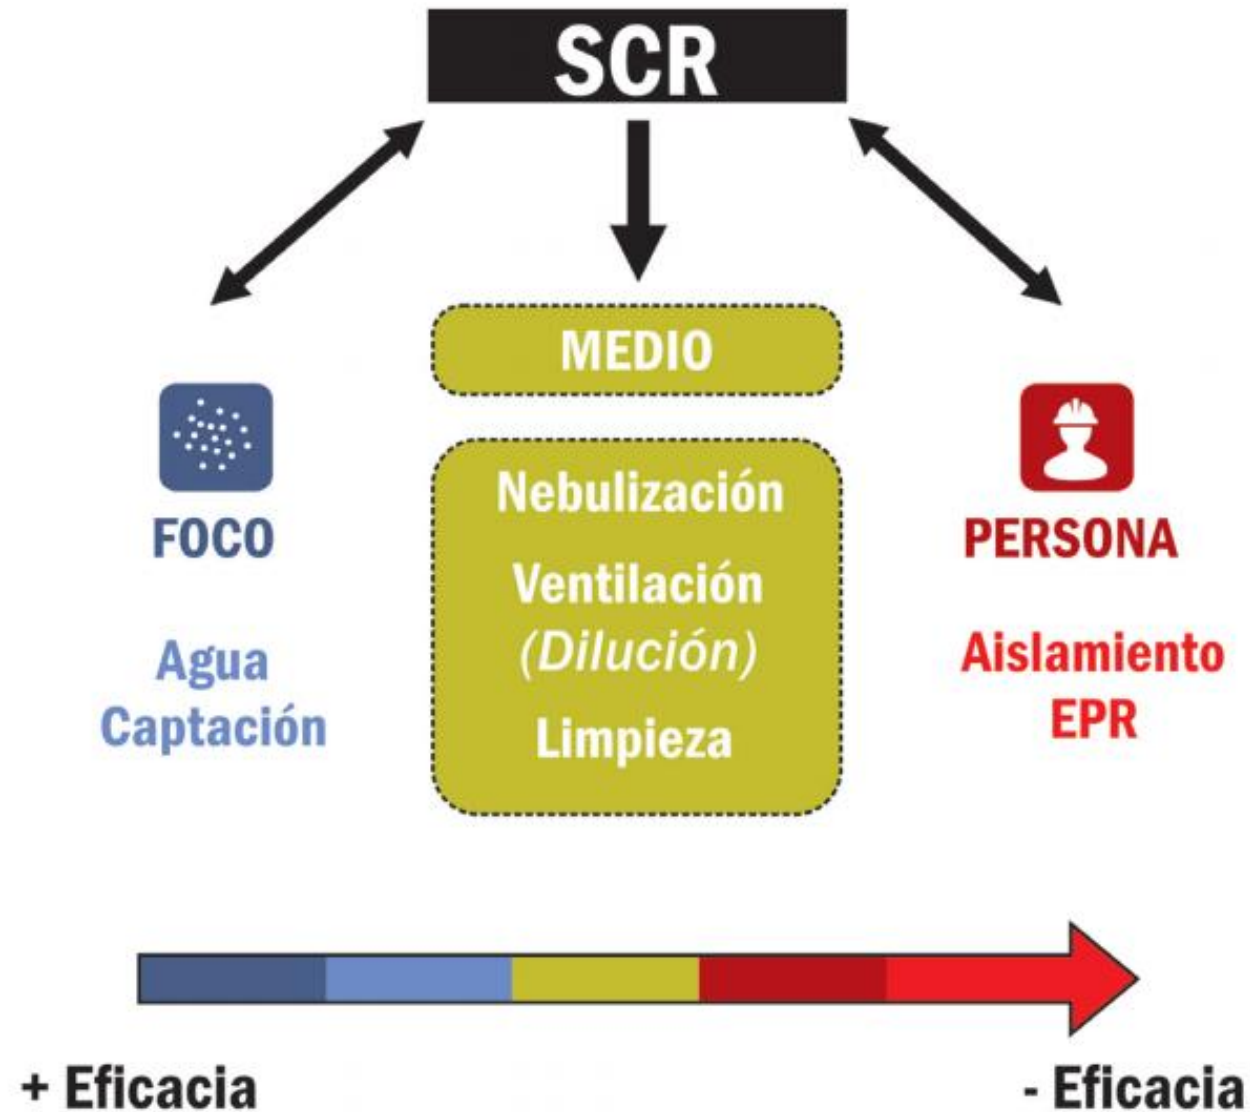 SCR
MEDIO
FOCO
Agua
Captación
Nebulización
Ventilación
(Dilución)
Limpieza
PERSONA
Aislamiento
EPR
+ Eficacia
- Eficacia